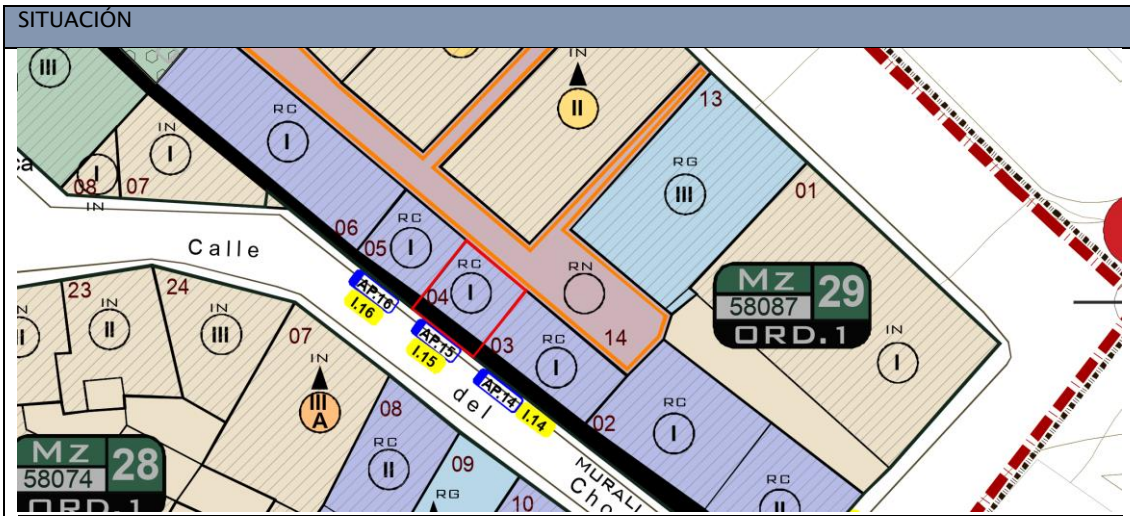 SITUACIÓN
III
RC
I
IN
I
I
08
07
IN
IN
II
13
RG
III
01
06
05
RC
I
Calle
04
RC
I
RN
14
03
RC
I
02
Mz
58087
29
ORD.1
IN
I
AP.16
I.16
AP.15
I.15
AP.14
I.14
del
23
IN
II
24
IN
III
07
IN
III
A
08
RC
II
09
RG
10
RC
I
RC
II
MURALI
Cho
Mz
58074
28
ORD.1